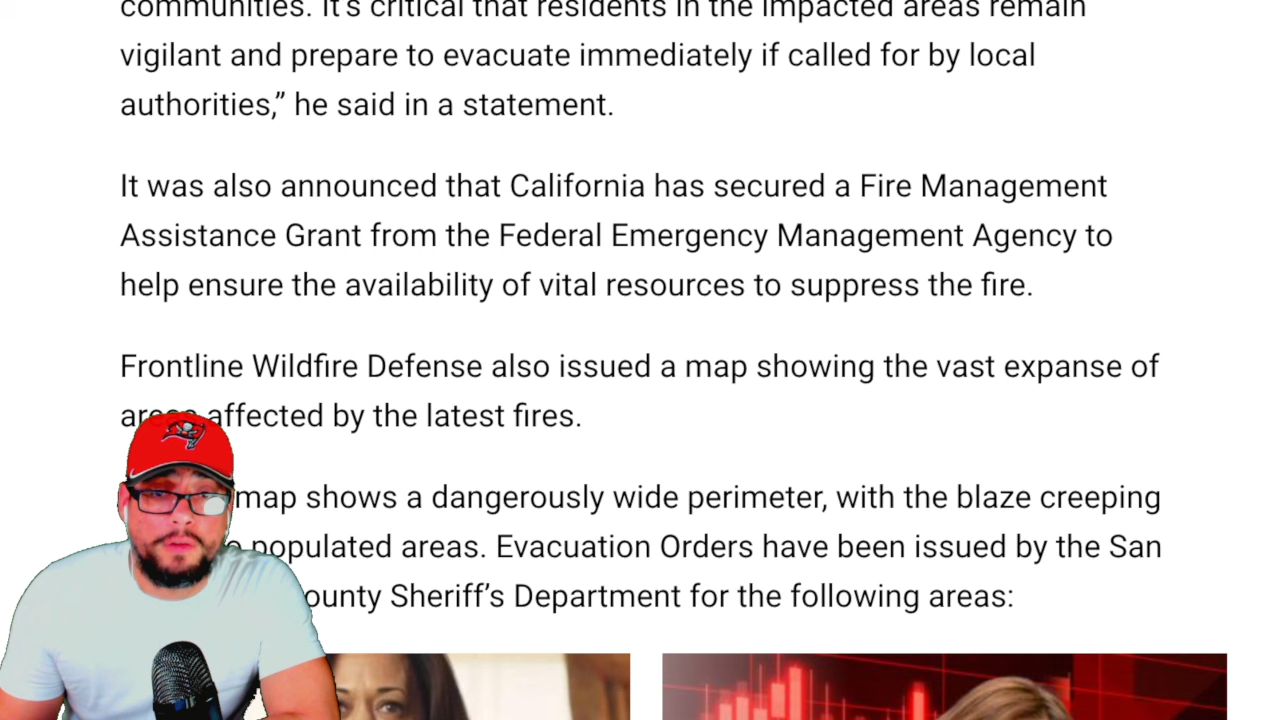 communities. It's critical that residents in the impacted areas remain
vigilant and prepare to evacuate immediately if called for by local
authorities,” he said in a statement.
It was also announced that California has secured a Fire Management
Assistance Grant from the Federal Emergency Management Agency to
help ensure the availability of vital resources to suppress the fire.
Frontline Wildfire Defense also issued a map showing the vast expanse of
areas affected by the latest fires.
map shows a dangerously wide perimeter, with the blaze creeping
populated areas. Evacuation Orders have been issued by the San
ounty Sheriff’s Department for the following areas: